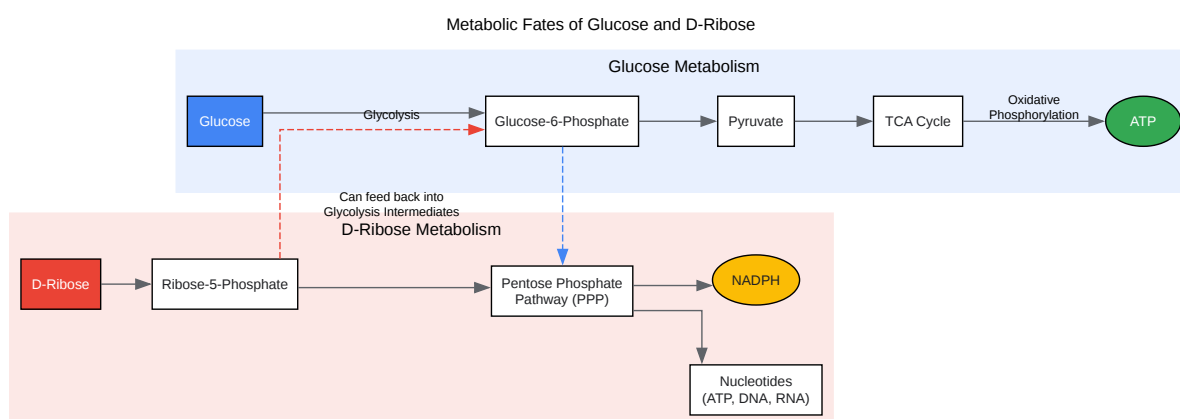 Metabolic Fates of Glucose and D-Ribose
Glucose Metabolism
Glucose
Glycolysis
Glucose-6-Phosphate
Pyruvate
TCA Cycle
Oxidative
Phosphorylation
ATP
Can feed back into
Glycolysis Intermediates
D-Ribose Metabolism
D-Ribose
Ribose-5-Phosphate
Pentose Phosphate
Pathway (PPP)
NADPH
Nucleotides
(ATP, DNA, RNA)